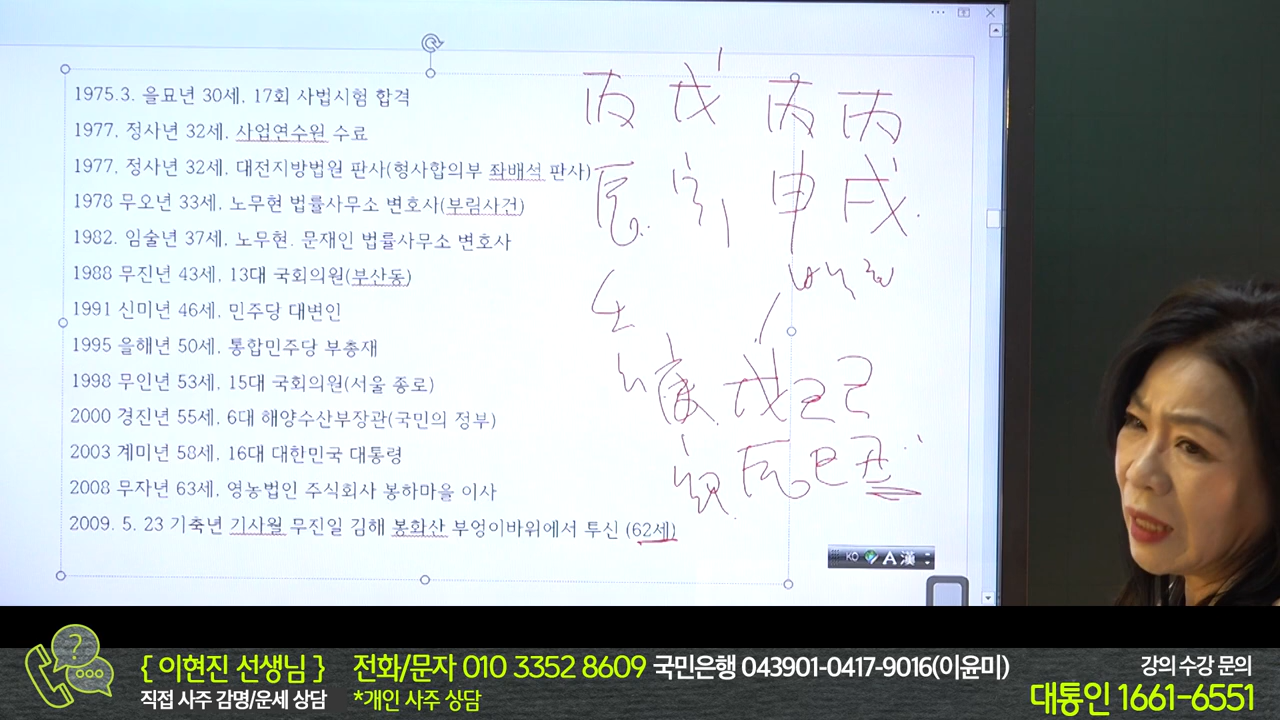 1975.3. 을묘년 30세. 17회 사법시험 합격
1977. 정사년 32세. 사업연수원 수료
1977. 정사년 32세. 대전지방법원 판사(형사합의부 좌배석 판사)
1978 무오년 33세. 노무현 법률사무소 변호사(부림사건)
1982. 임술년 37세. 노무현. 문재인 법률사무소 변호사
1988 무진년 43세. 13대 국회의원(부산동)
1991 신미년 46세. 민주당 대변인
1995 을해년 50세. 통합민주당 부총재
1998 무인년 53세. 15대 국회의원(서울 종로)
2000 경진년 55세. 6대 해양수산부장관(국민의 정부)
2003 계미년 58세. 16대 대한민국 대통령
2008 무자년 63세. 영농법인 주식회사 봉하마을 이사
2009. 5. 23 기축년 기사월 무진일 김해 봉화산 부엉이바위에서 투신 (62세)
丙 戊 丙 丙
辰 寅 申 戌
戊 己 己
辰 巳 丑
KO A 漢
{ 이현진 선생님 } 전화/문자 010 3352 8609 국민은행 043901-0417-9016(이윤미)
직접 사주 감명/운세 상담 *개인 사주 상담
강의 수강 문의
대통인 1661-6551